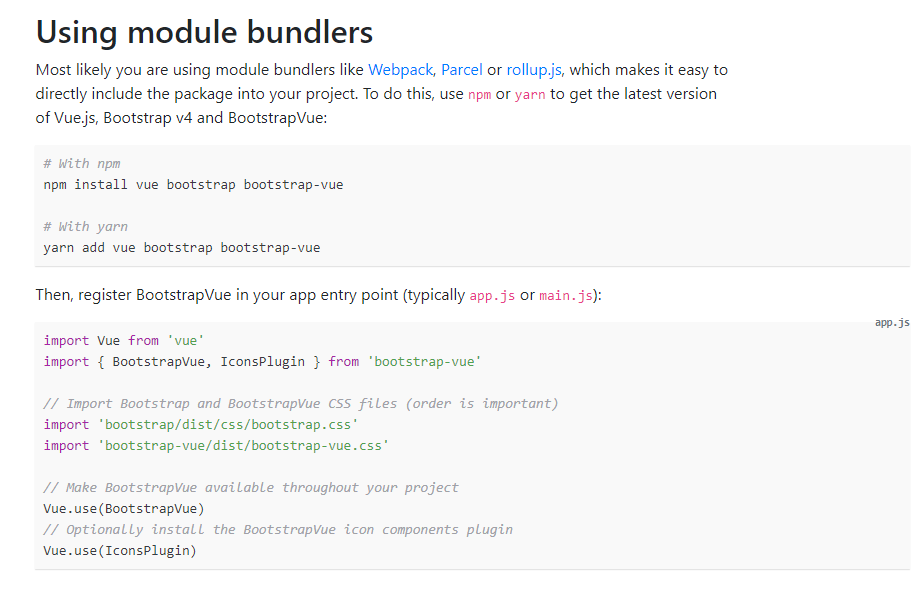 Using module bundlers
Most likely you are using module bundlers like Webpack, Parcel or rollup.js, which makes it easy to
directly include the package into your project. To do this, use npm or yarn to get the latest version
of Vue.js, Bootstrap v4 and BootstrapVue:
# With npm
npm install vue bootstrap bootstrap-vue
# With yarn
yarn add vue bootstrap bootstrap-vue
Then, register BootstrapVue in your app entry point (typically app.js or main.js):
app.js
import Vue from 'vue'
import { BootstrapVue, IconsPlugin } from 'bootstrap-vue'
// Import Bootstrap and BootstrapVue CSS files (order is important)
import 'bootstrap/dist/css/bootstrap.css'
import 'bootstrap-vue/dist/bootstrap-vue.css'
// Make BootstrapVue available throughout your project
Vue.use(BootstrapVue)
// Optionally install the BootstrapVue icon components plugin
Vue.use(IconsPlugin)